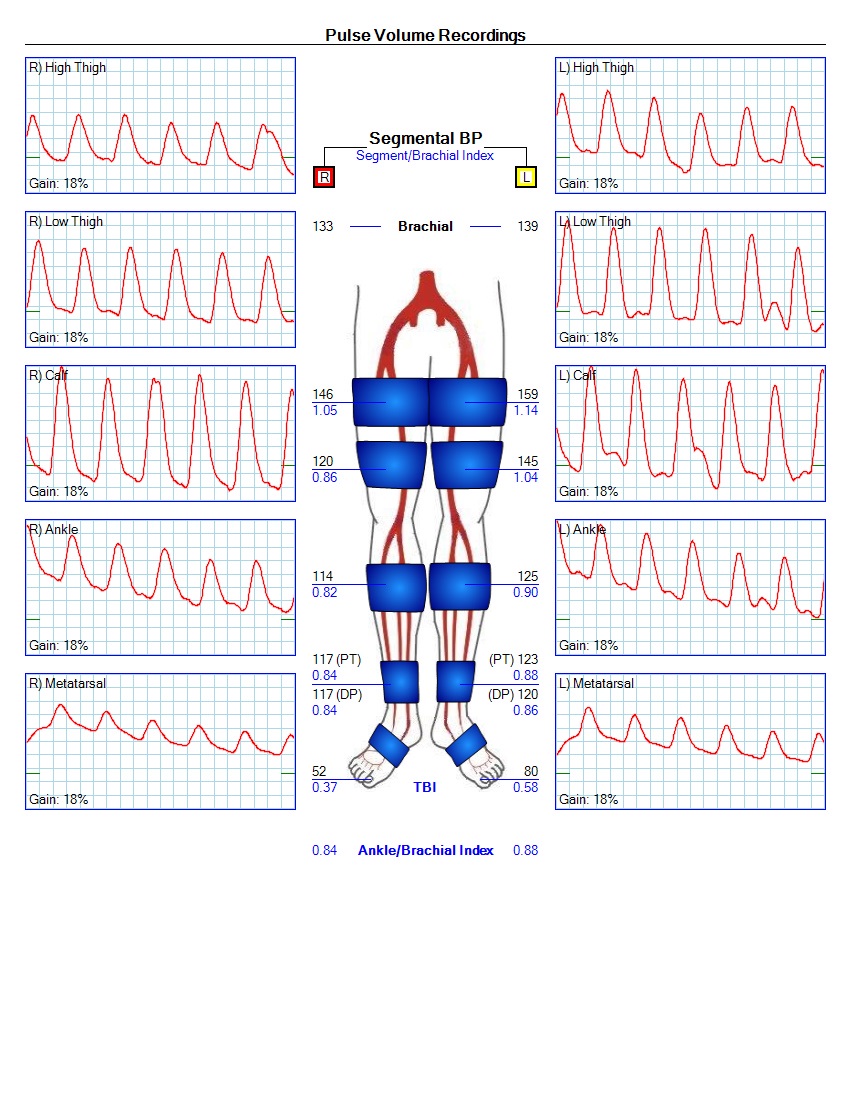 Pulse Volume Recordings
R) High Thigh
Gain: 18%
R) Low Thigh
Gain: 18%
R) Calf
Gain: 18%
R) Ankle
Gain: 18%
R) Metatarsal
Gain: 18%
Segmental BP
Segment/Brachial Index
R L
133 Brachial 139
146 159
1.05 1.14
120 145
0.86 1.04
114 125
0.82 0.90
117 (PT) (PT) 123
0.84 0.88
117 (DP) (DP) 120
0.84 0.86
52 80
0.37 TBI 0.58
0.84 Ankle/Brachial Index 0.88
L) High Thigh
Gain: 18%
L) Low Thigh
Gain: 18%
L) Calf
Gain: 18%
L) Ankle
Gain: 18%
L) Metatarsal
Gain: 18%